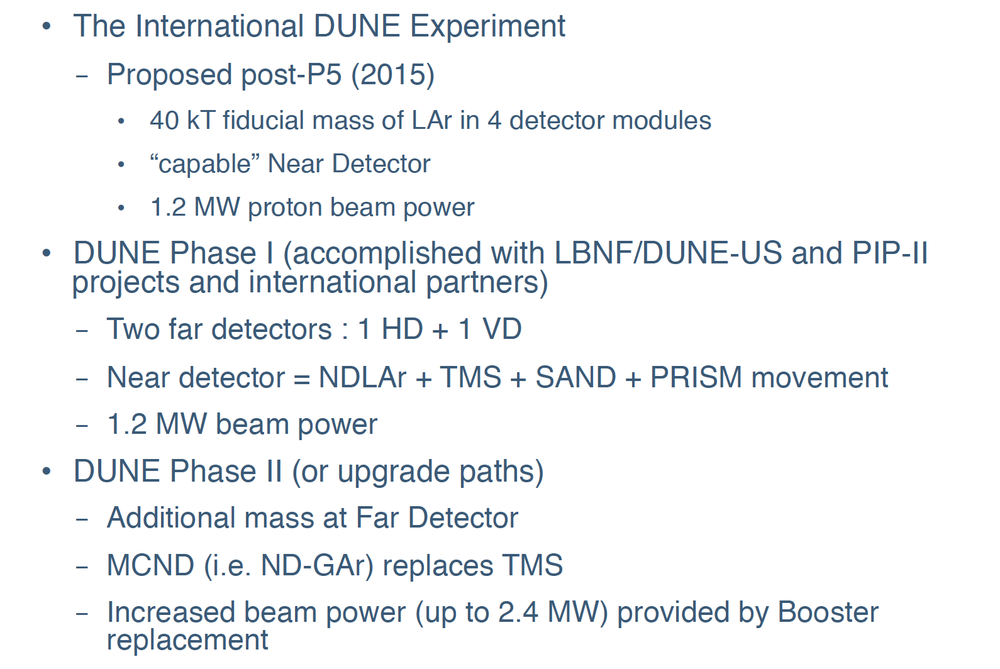 • The International DUNE Experiment
– Proposed post-P5 (2015)
• 40 kT fiducial mass of LAr in 4 detector modules
• “capable” Near Detector
• 1.2 MW proton beam power
• DUNE Phase I (accomplished with LBNF/DUNE-US and PIP-II
projects and international partners)
– Two far detectors : 1 HD + 1 VD
– Near detector = NDLAr + TMS + SAND + PRISM movement
– 1.2 MW beam power
• DUNE Phase II (or upgrade paths)
– Additional mass at Far Detector
– MCND (i.e. ND-GAr) replaces TMS
– Increased beam power (up to 2.4 MW) provided by Booster
replacement